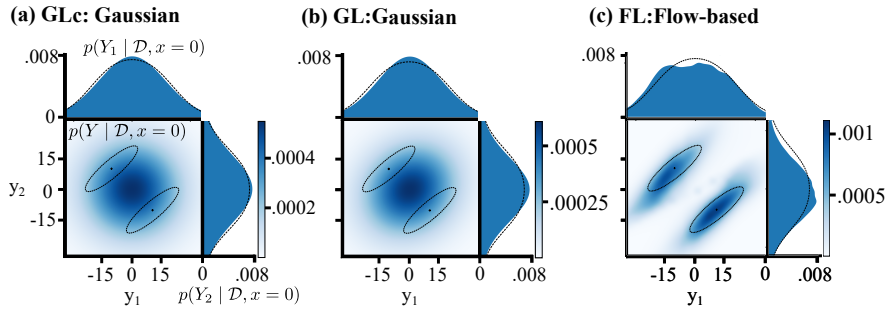 (a) GLc: Gaussian
(b) GL:Gaussian
(c) FL:Flow-based
p(Y₁ | 𝒟, x = 0)
.008
0
.008
0
.008
0
p(Y | 𝒟, x = 0)
15
0
-15
y₂
.0004
.0002
.0005
.00025
.001
.0005
-15 0 15 0 .008
-15 0 15 0 .008
-15 0 15 0 .008
y₁
p(Y₂ | 𝒟, x = 0)
y₁
y₁